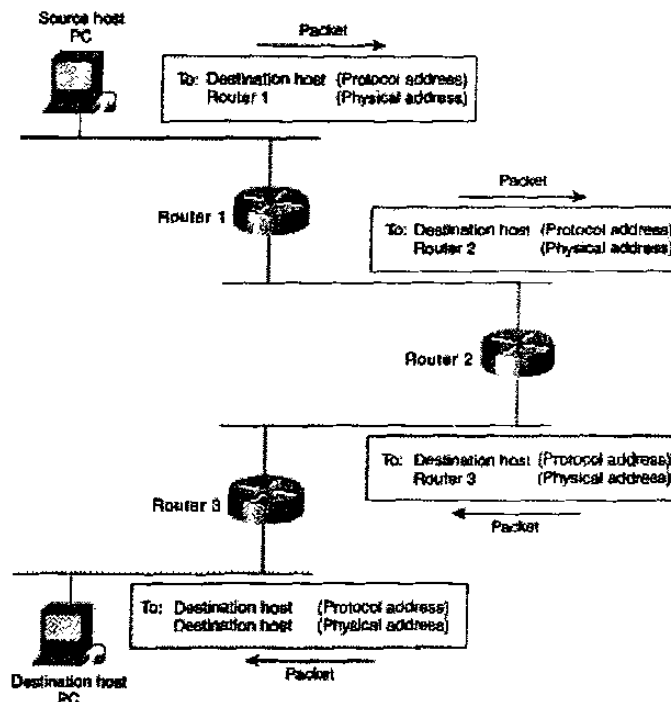 Source host
PC
Packet
To: Destination host (Protocol address)
Router 1 (Physical address)
Router 1
Packet
To: Destination host (Protocol address)
Router 2 (Physical address)
Router 2
To: Destination host (Protocol address)
Router 3 (Physical address)
Packet
Router 3
To: Destination host (Protocol address)
Destination host (Physical address)
Packet
Destination host
PC